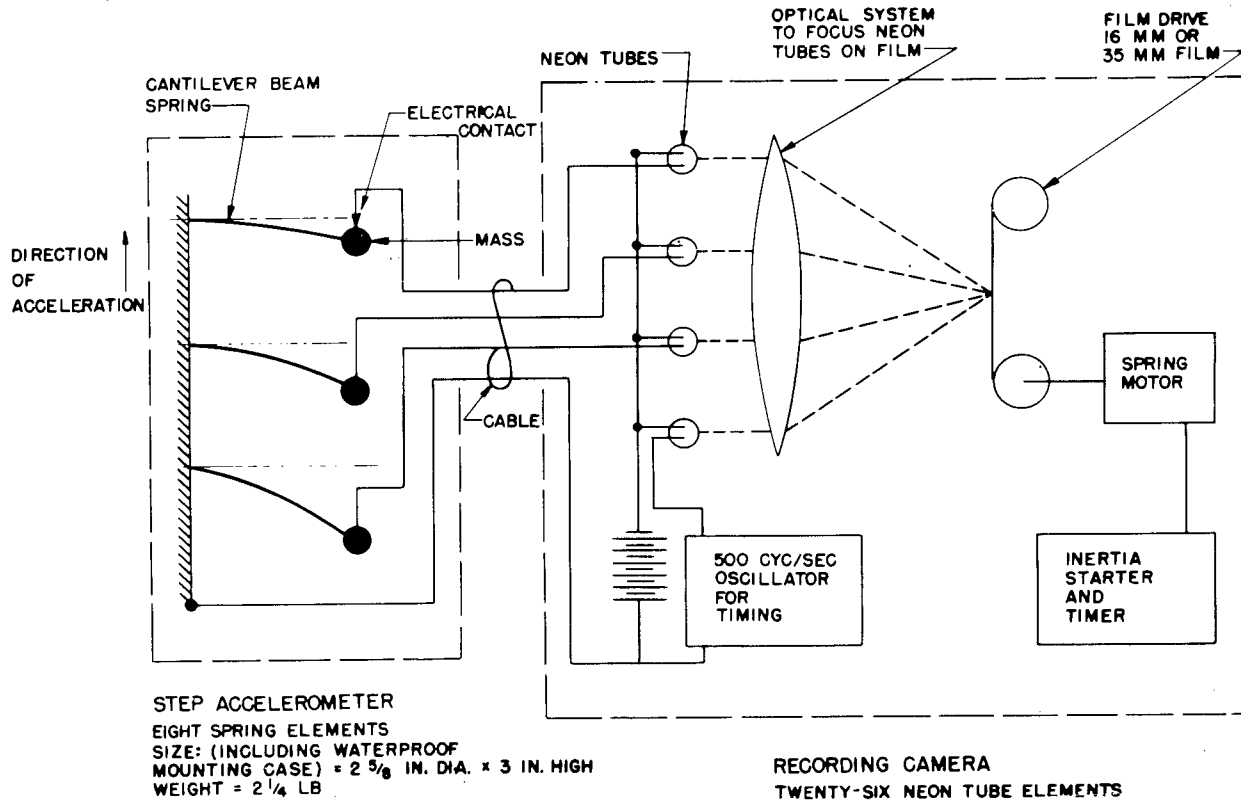 OPTICAL SYSTEM
TO FOCUS NEON
TUBES ON FILM
FILM DRIVE
16 MM OR
35 MM FILM
NEON TUBES
CANTILEVER BEAM
SPRING
ELECTRICAL
CONTACT
MASS
DIRECTION
OF
ACCELERATION
CABLE
SPRING
MOTOR
500 CYC/SEC
OSCILLATOR
FOR
TIMING
INERTIA
STARTER
AND
TIMER
STEP ACCELEROMETER
EIGHT SPRING ELEMENTS
SIZE: (INCLUDING WATERPROOF
MOUNTING CASE) = 2 5/8 IN. DIA. × 3 IN. HIGH
WEIGHT = 2 1/4 LB
RECORDING CAMERA
TWENTY-SIX NEON TUBE ELEMENTS